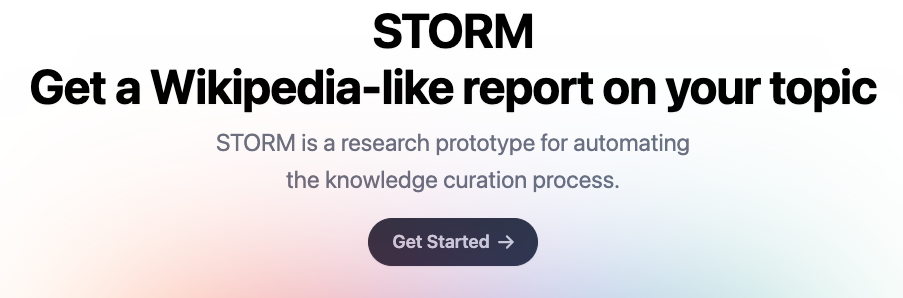 STORM
Get a Wikipedia-like report on your topic
STORM is a research prototype for automating
the knowledge curation process.
Get Started →